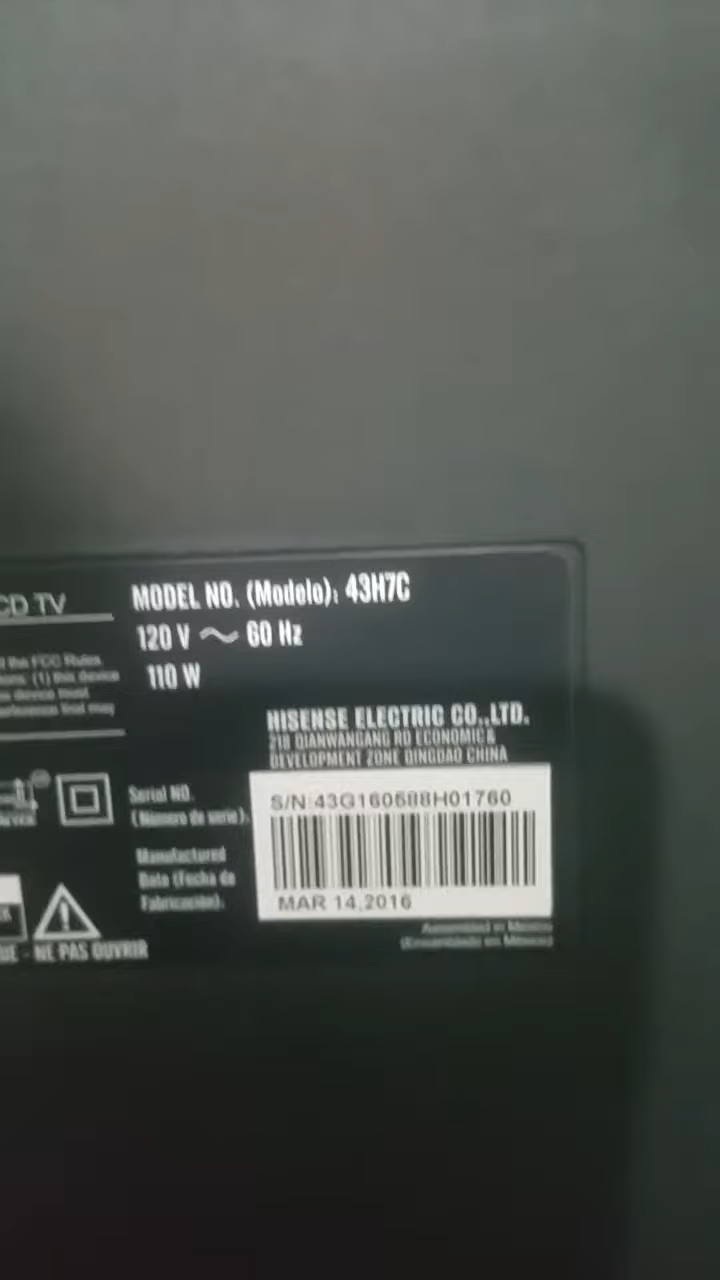 CD TV
MODEL NO. (Modelo): 43H7C
120 V ~ 60 Hz
110 W
the FCC Rules
(1) this device
device must
that may
HISENSE ELECTRIC CO.,LTD.
218 QIANWANGANG RD ECONOMIC &
DEVELOPMENT ZONE QINGDAO CHINA
Serial NO.
(Número de serie):
S/N:43G160588H01760
Manufactured
Date (Fecha de
Fabricación):
MAR 14,2016
Assembled in Mexico
(Ensamblado en México)
- NE PAS OUVRIR